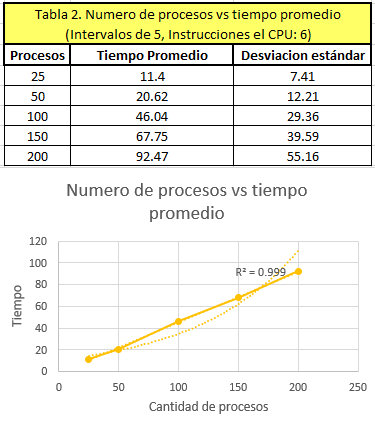 Tabla 2. Numero de procesos vs tiempo promedio
(Intervalos de 5, Instrucciones el CPU: 6)
Procesos Tiempo Promedio Desviacion estándar
25 11.4 7.41
50 20.62 12.21
100 46.04 29.36
150 67.75 39.59
200 92.47 55.16
Numero de procesos vs tiempo
promedio
120
100
80
60
40
20
0
R² = 0.999
Tiempo
0 50 100 150 200 250
Cantidad de procesos